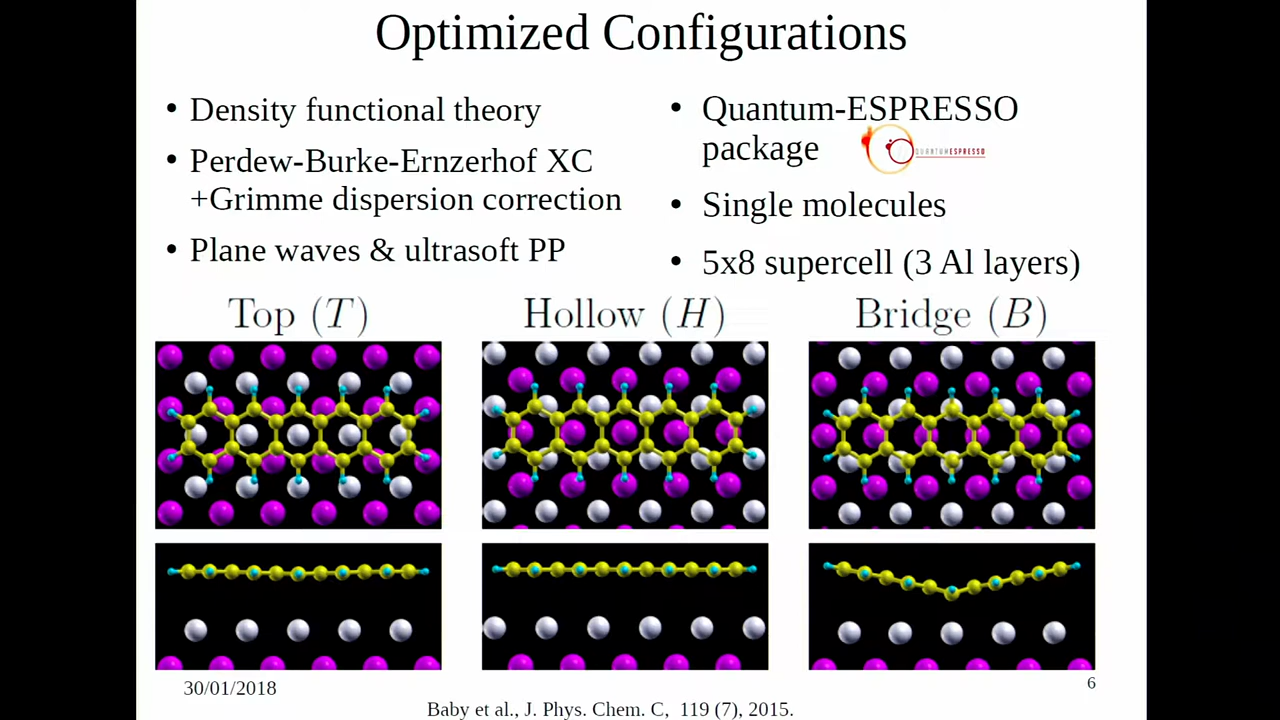 Optimized Configurations
• Density functional theory
• Perdew-Burke-Ernzerhof XC
+Grimme dispersion correction
• Plane waves & ultrasoft PP
• Quantum-ESPRESSO
package
QUANTUMESPRESSO
• Single molecules
• 5x8 supercell (3 Al layers)
Top (T)
Hollow (H)
Bridge (B)
30/01/2018
6
Baby et al., J. Phys. Chem. C, 119 (7), 2015.